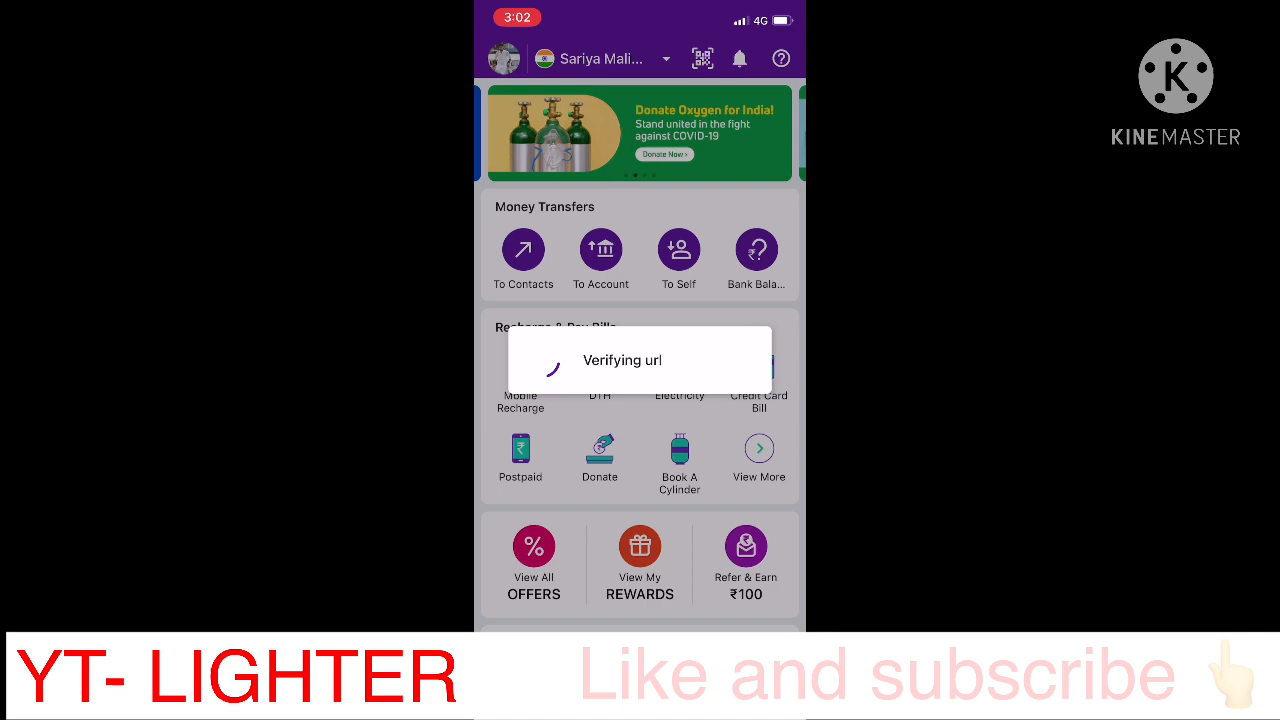 3:02
4G
Sariya Mali...
Donate Oxygen for India!
Stand united in the fight
against COVID-19
Donate Now ›
KINEMASTER
Money Transfers
To Contacts
To Account
To Self
Bank Bala...
Recharge & Pay Bills
Verifying url
Mobile
Recharge
DTH
Electricity
Credit Card
Bill
Postpaid
Donate
Book A
Cylinder
View More
View All
OFFERS
View My
REWARDS
Refer & Earn
₹100
YT- LIGHTER
Like and subscribe 👆🏻